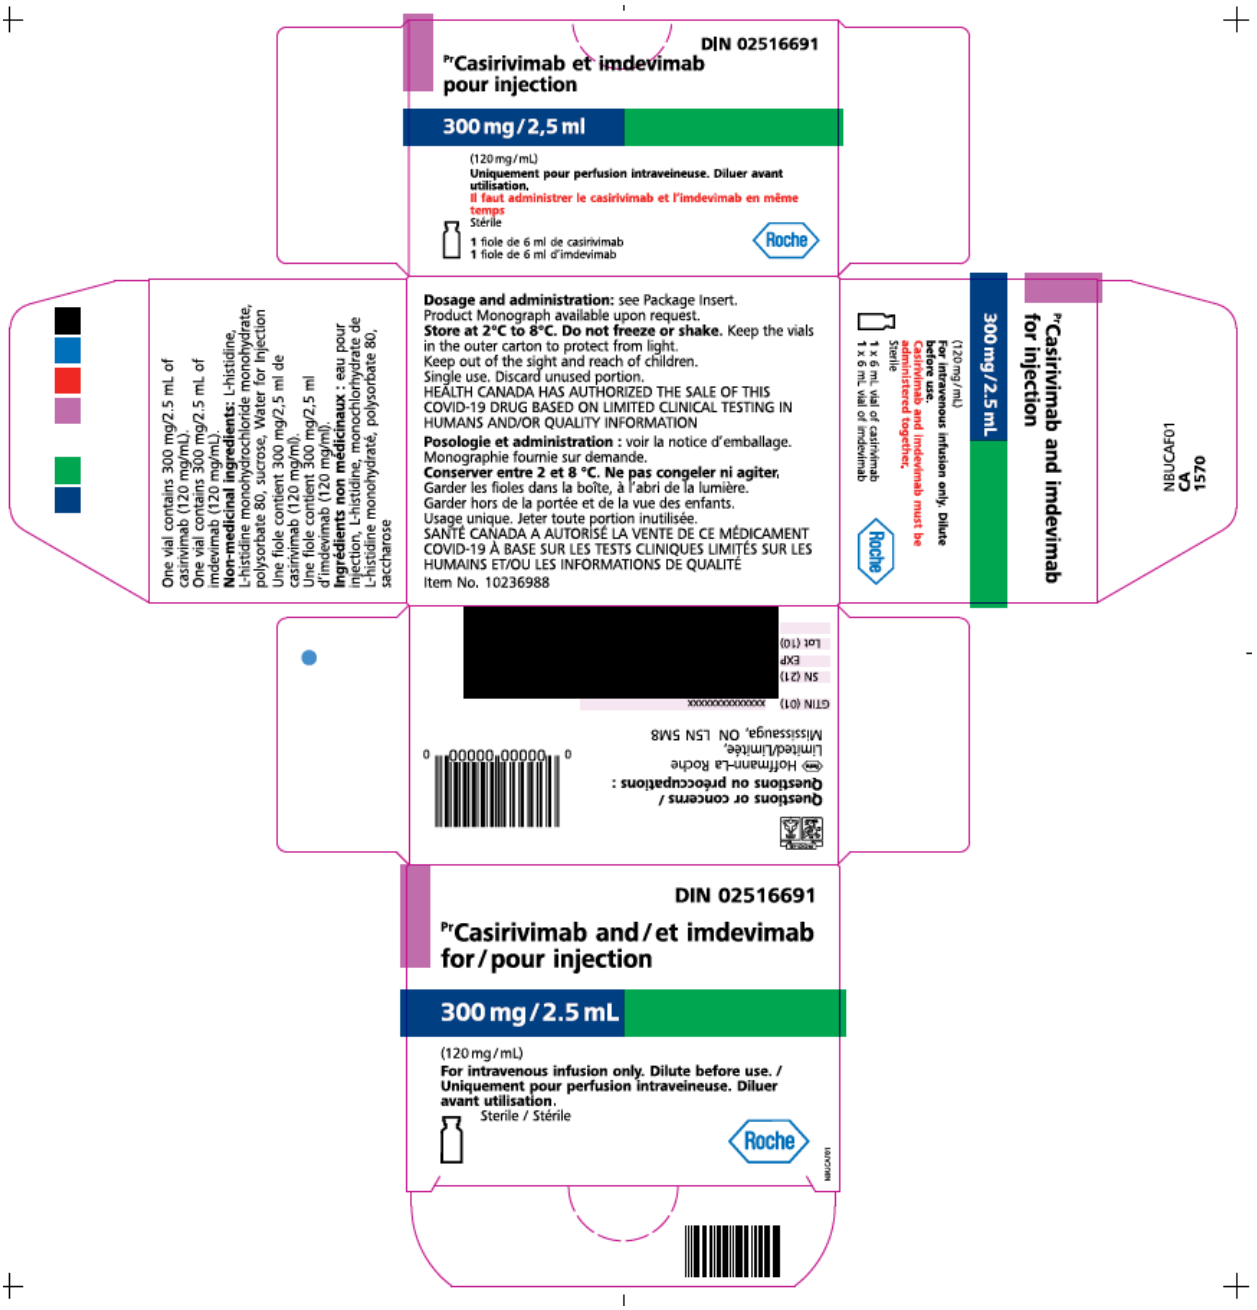 DIN 02516691
PrCasirivimab et imdevimab
pour injection
300 mg/2,5 ml
(120 mg/mL)
Uniquement pour perfusion intraveineuse. Diluer avant
utilisation.
Il faut administrer le casirivimab et l'imdevimab en même
temps
Stérile
1 fiole de 6 ml de casirivimab
1 fiole de 6 ml d'imdevimab
Roche
One vial contains 300 mg/2.5 mL of
casirivimab (120 mg/mL).
One vial contains 300 mg/2.5 mL of
imdevimab (120 mg/mL).
Non-medicinal ingredients: L-histidine,
L-histidine monohydrochloride monohydrate,
polysorbate 80, sucrose, Water for Injection
Une fiole contient 300 mg/2,5 ml de
casirivimab (120 mg/ml).
Une fiole contient 300 mg/2,5 ml
d'imdevimab (120 mg/ml).
Ingrédients non médicinaux : eau pour
injection, L-histidine, monochlorhydrate de
L-histidine monohydraté, polysorbate 80,
saccharose
Dosage and administration: see Package Insert.
Product Monograph available upon request.
Store at 2°C to 8°C. Do not freeze or shake. Keep the vials
in the outer carton to protect from light.
Keep out of the sight and reach of children.
Single use. Discard unused portion.
HEALTH CANADA HAS AUTHORIZED THE SALE OF THIS
COVID-19 DRUG BASED ON LIMITED CLINICAL TESTING IN
HUMANS AND/OR QUALITY INFORMATION
Posologie et administration : voir la notice d'emballage.
Monographie fournie sur demande.
Conserver entre 2 et 8 °C. Ne pas congeler ni agiter.
Garder les fioles dans la boîte, à l'abri de la lumière.
Garder hors de la portée et de la vue des enfants.
Usage unique. Jeter toute portion inutilisée.
SANTÉ CANADA A AUTORISÉ LA VENTE DE CE MÉDICAMENT
COVID-19 À BASE SUR LES TESTS CLINIQUES LIMITÉS SUR LES
HUMAINS ET/OU LES INFORMATIONS DE QUALITÉ
Item No. 10236988
PrCasirivimab and imdevimab
for injection
300 mg/2.5 mL
(120 mg/mL)
For intravenous infusion only. Dilute
before use.
Casirivimab and imdevimab must be
administered together.
Sterile
1 x 6 mL vial of casirivimab
1 x 6 mL vial of imdevimab
Roche
NBUCAF01
CA
1570
Questions or concerns /
Questions ou préoccupations :
Hoffmann-La Roche
Limited/Limitée,
Mississauga, ON L5N 5M8
GTIN (01) xxxxxxxxxxxxxx
SN (21)
EXP
Lot (10)
0 00000 00000 0
DIN 02516691
PrCasirivimab and/et imdevimab
for/pour injection
300 mg/2.5 mL
(120 mg/mL)
For intravenous infusion only. Dilute before use. /
Uniquement pour perfusion intraveineuse. Diluer
avant utilisation.
Sterile / Stérile
Roche